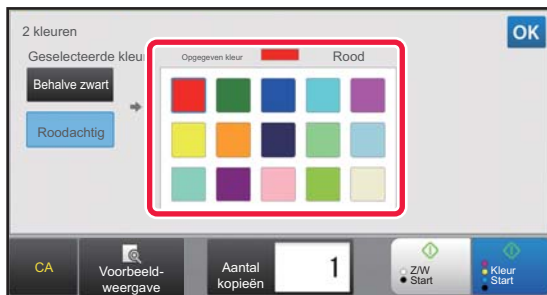 2 kleuren
OK
Geselecteerde kleu
Opgegeven kleur
Rood
Behalve zwart
Roodachtig
CA
Voorbeeld-
weergave
Aantal
kopieën
1
Z/W
Start
Kleur
Start